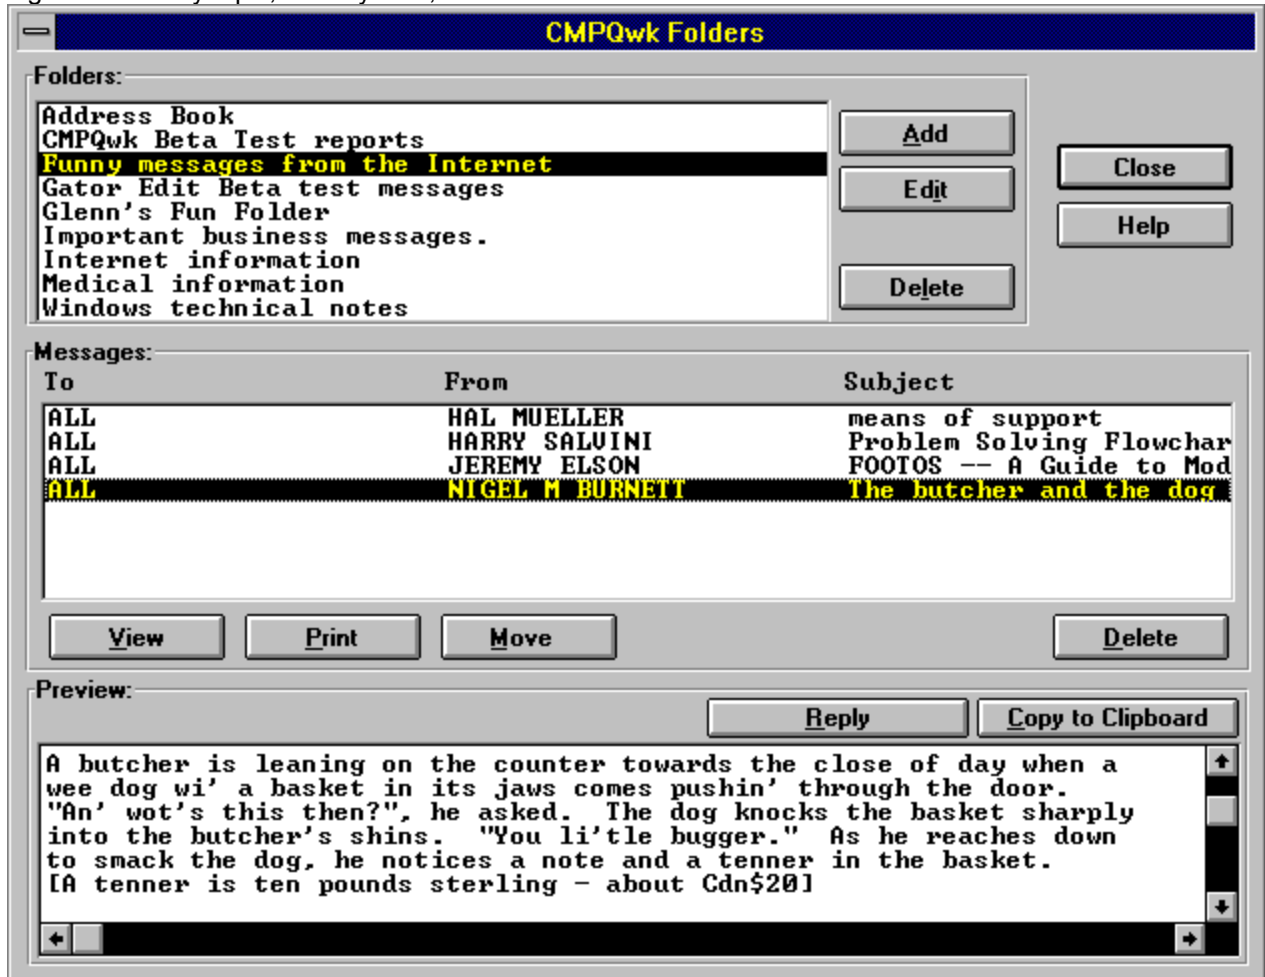 CMPQwk Folders
Folders:
Address Book
CMPQwk Beta Test reports
Funny messages from the Internet
Gator Edit Beta test messages
Glenn's Fun Folder
Important business messages.
Internet information
Medical information
Windows technical notes
Add
Edit
Delete
Close
Help
Messages:
To From Subject
ALL HAL MUELLER means of support
ALL HARRY SALVINI Problem Solving Flowchar
ALL JEREMY ELSON FOOTOS -- A Guide to Mod
ALL NIGEL M BURNETT The butcher and the dog
View Print Move Delete
Preview:
Reply Copy to Clipboard
A butcher is leaning on the counter towards the close of day when a
wee dog wi' a basket in its jaws comes pushin' through the door.
"An' wot's this then?", he asked.  The dog knocks the basket sharply
into the butcher's shins.  "You li'tle bugger."  As he reaches down
to smack the dog, he notices a note and a tenner in the basket.
[A tenner is ten pounds sterling - about Cdn$20]